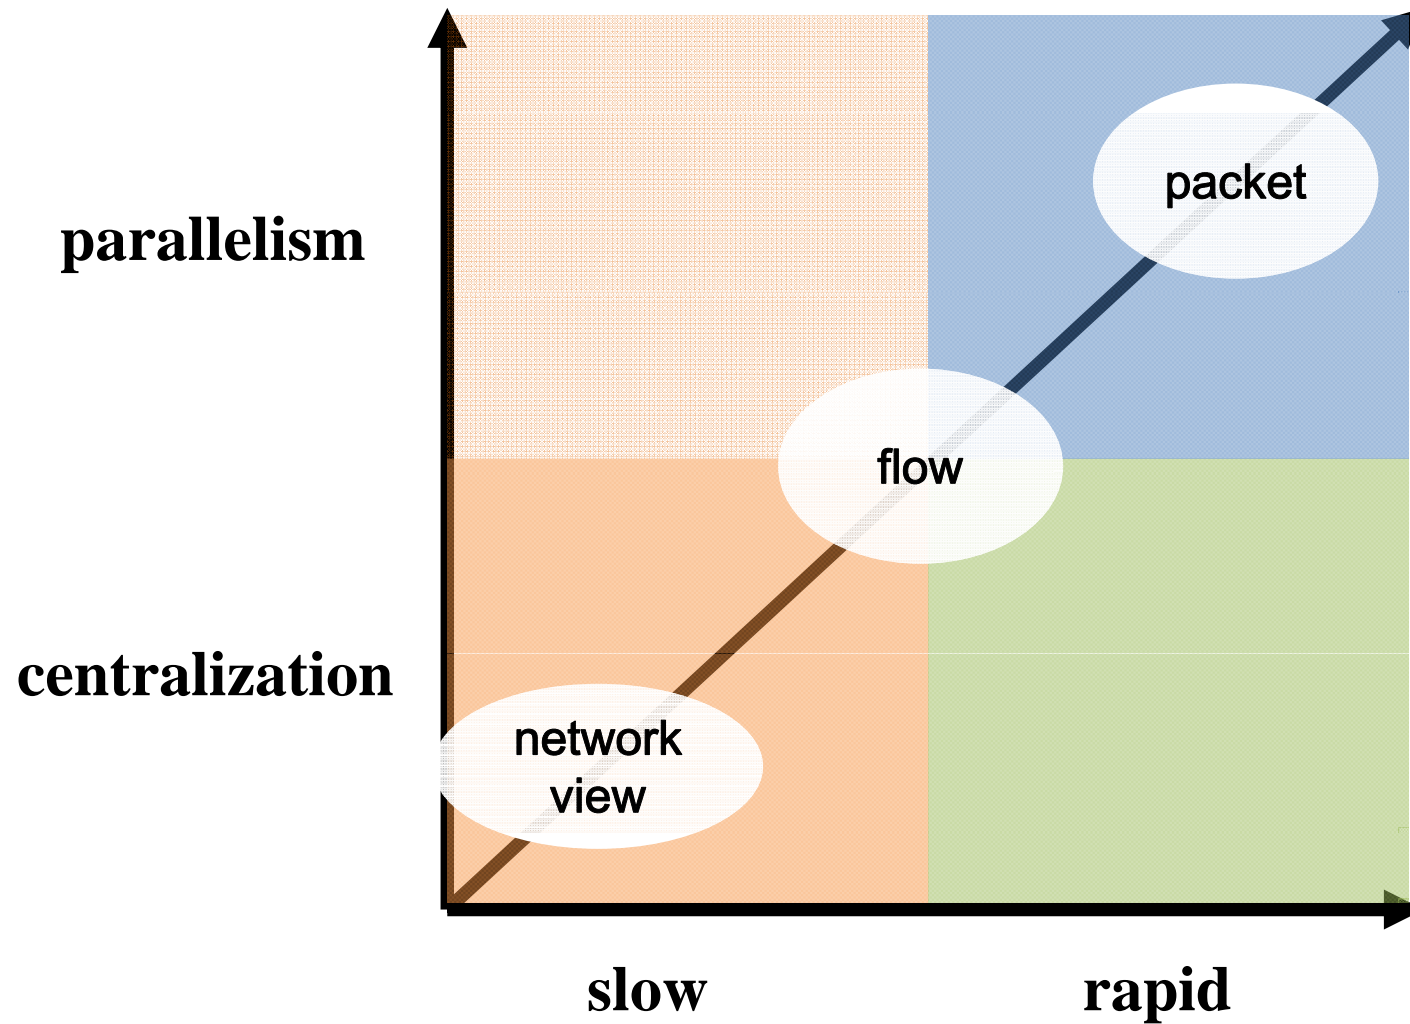 packet
parallelism
flow
centralization
network
view
slow
rapid